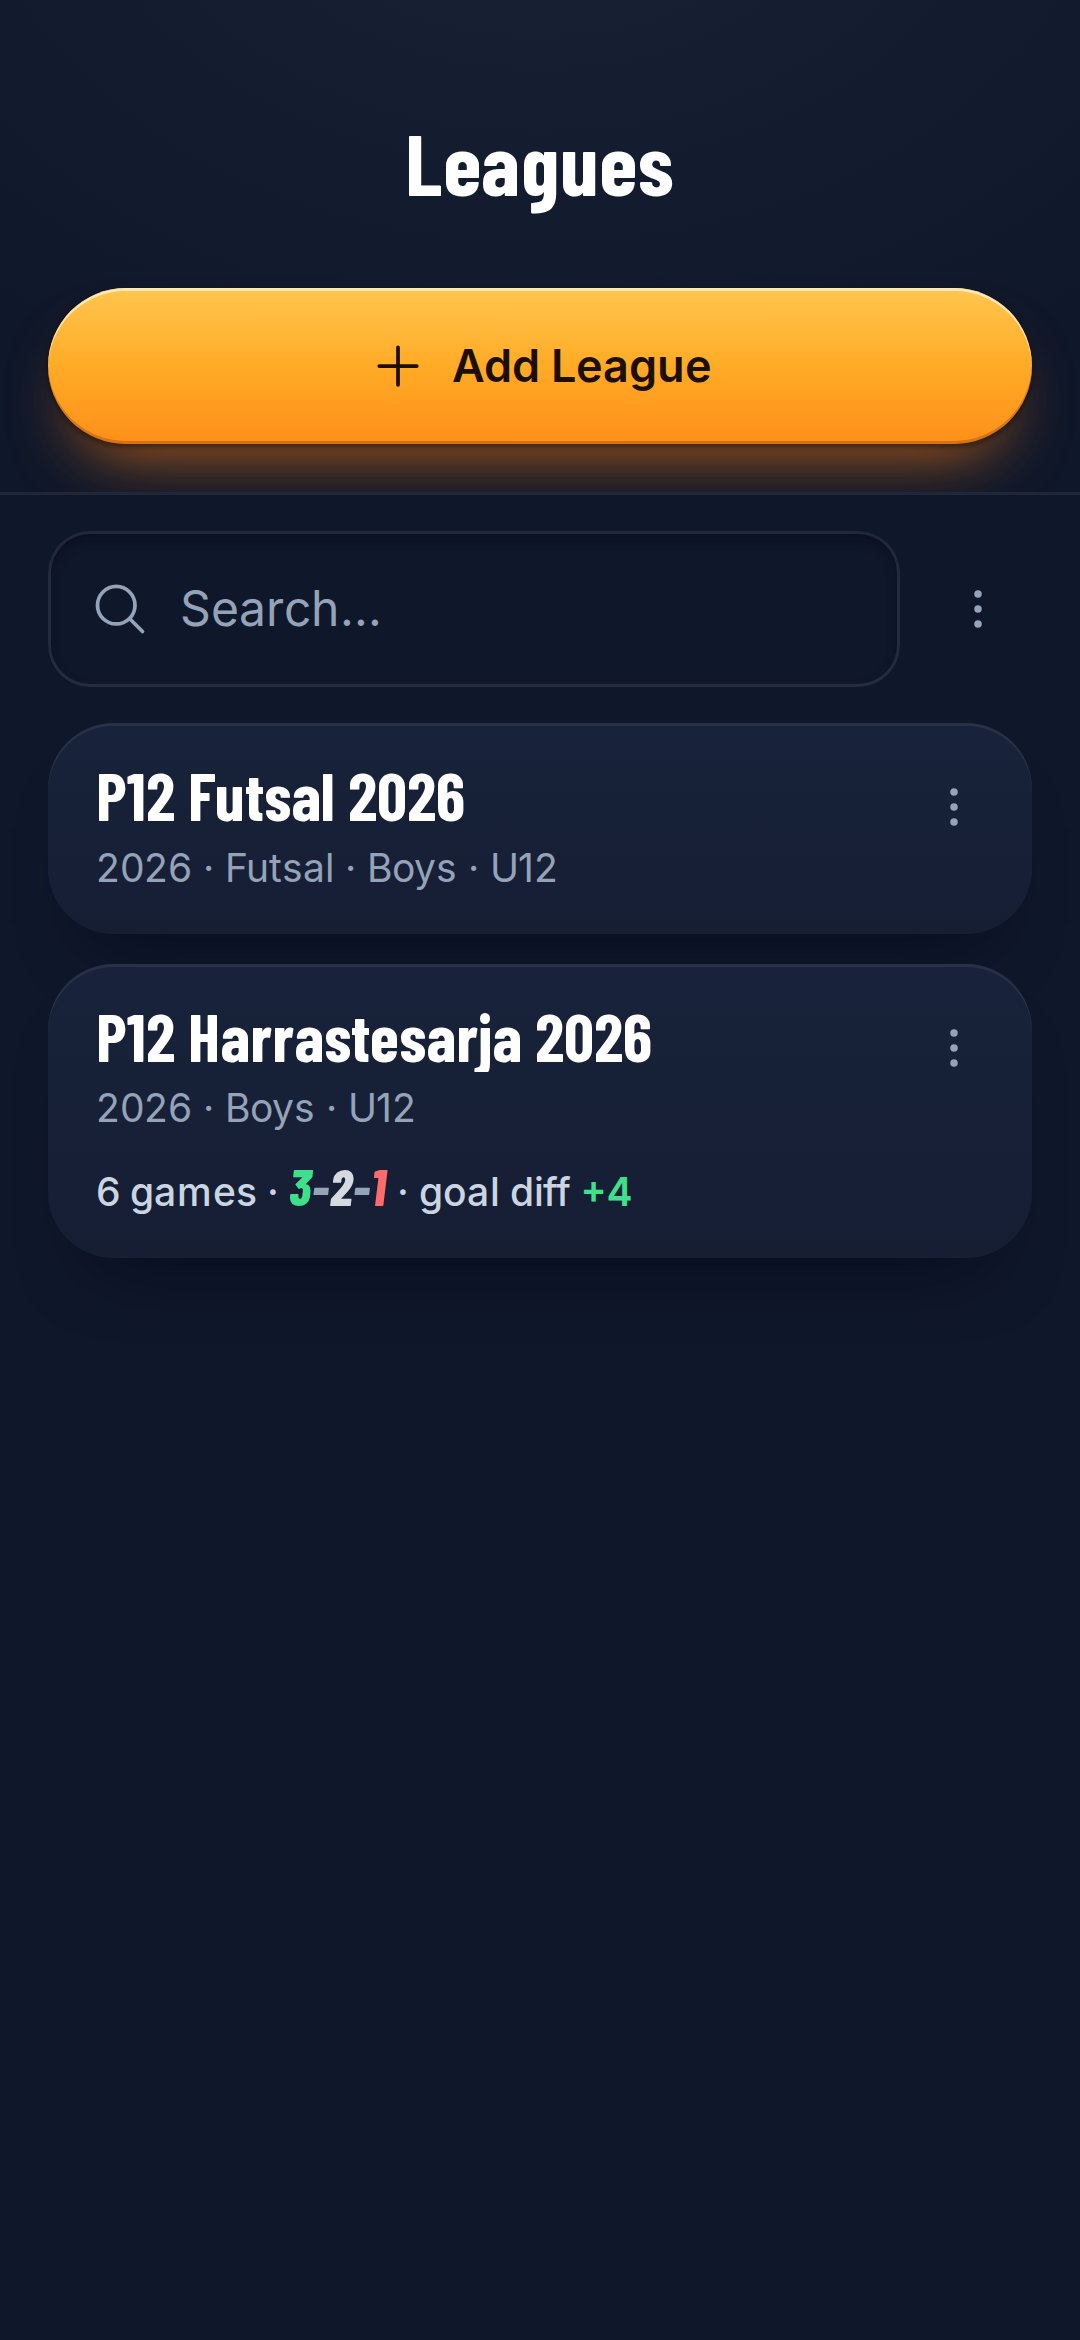 Leagues
Add League
Search...
P12 Futsal 2026
2026 · Futsal · Boys · U12
P12 Harrastesarja 2026
2026 · Boys · U12
6 games · 3-2-1 · goal diff +4